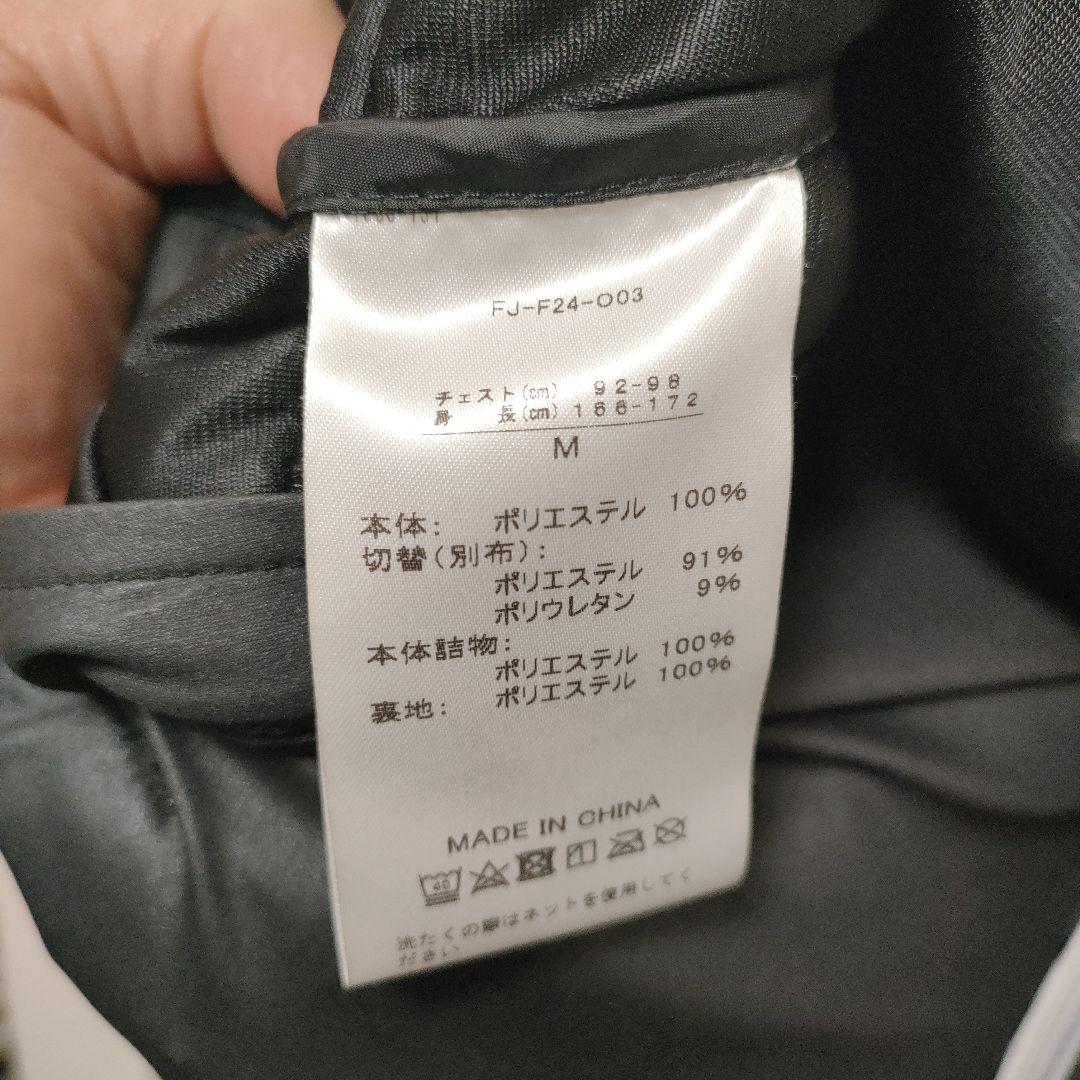 FJ-F24-003
チェスト(cm) 92-98
身 長(cm) 166-172
M
本体: ポリエステル 100%
切替(別布):
ポリエステル 91%
ポリウレタン 9%
本体詰物:
ポリエステル 100%
裏地: ポリエステル 100%
MADE IN CHINA
40
洗たくの際はネットを使用してく
ださい